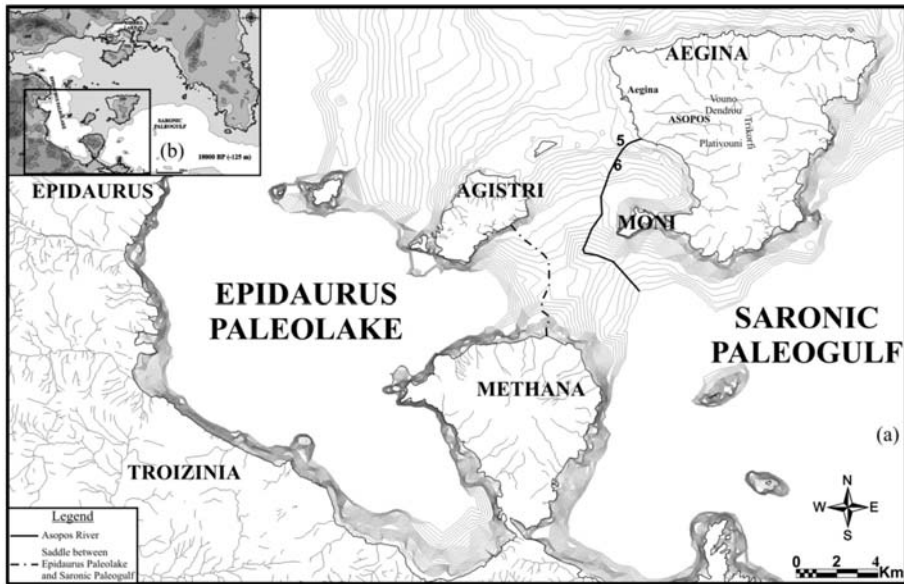 (b)
SARONIC
PALEOGULF
18000 BP (-125 m)
EPIDAURUS
AEGINA
Aegina
Vouno
Dendrou
ASOPOS
Trikorfi
Plativouni
5
6
AGISTRI
MONI
EPIDAURUS
PALEOLAKE
SARONIC
PALEOGULF
METHANA
(a)
TROIZINIA
N
W E
S
Legend
Asopos River
Saddle between
Epidaurus Paleolake
and Saronic Paleogulf
0 2 4
Km